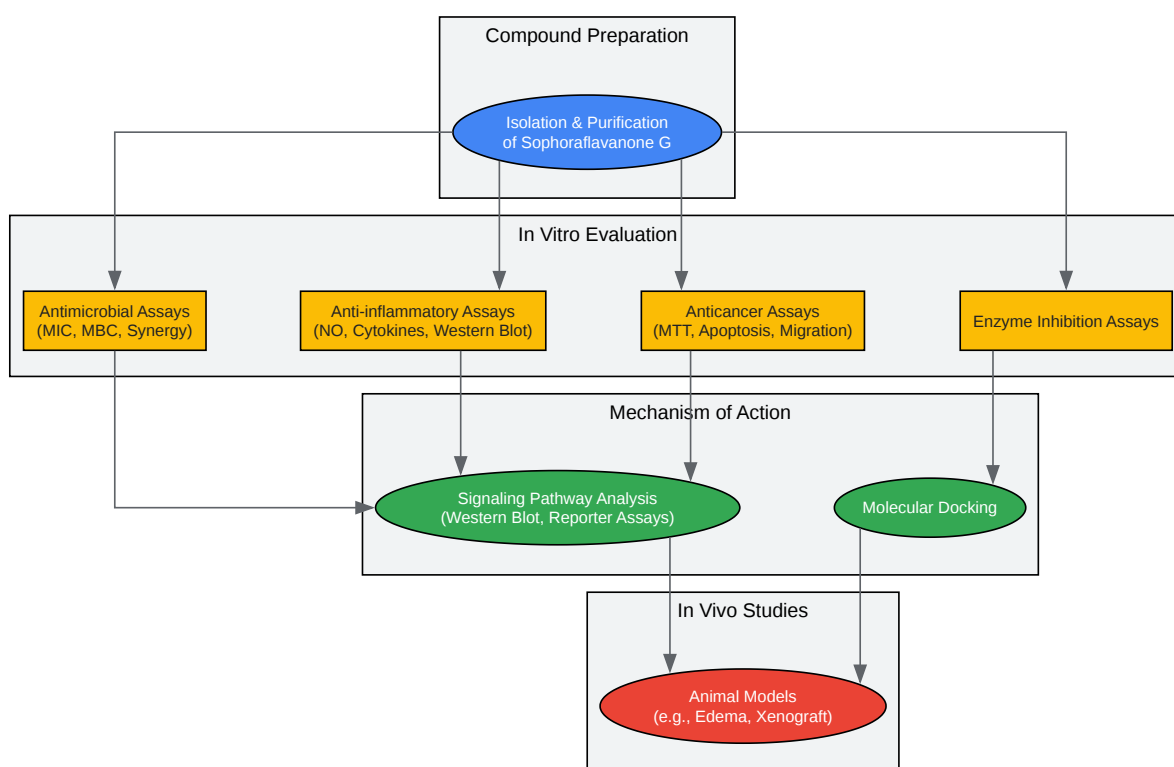 Compound Preparation
Isolation & Purification
of Sophoraflavanone G
In Vitro Evaluation
Antimicrobial Assays
(MIC, MBC, Synergy)
Anti-inflammatory Assays
(NO, Cytokines, Western Blot)
Anticancer Assays
(MTT, Apoptosis, Migration)
Enzyme Inhibition Assays
Mechanism of Action
Signaling Pathway Analysis
(Western Blot, Reporter Assays)
Molecular Docking
In Vivo Studies
Animal Models
(e.g., Edema, Xenograft)